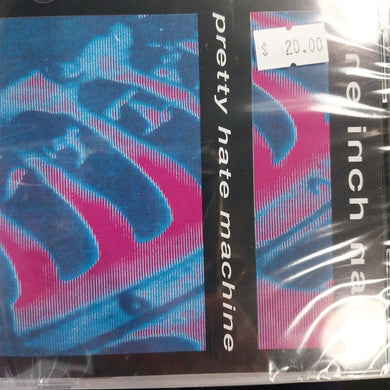 $ 20.00
pretty hate machine
ne inch na